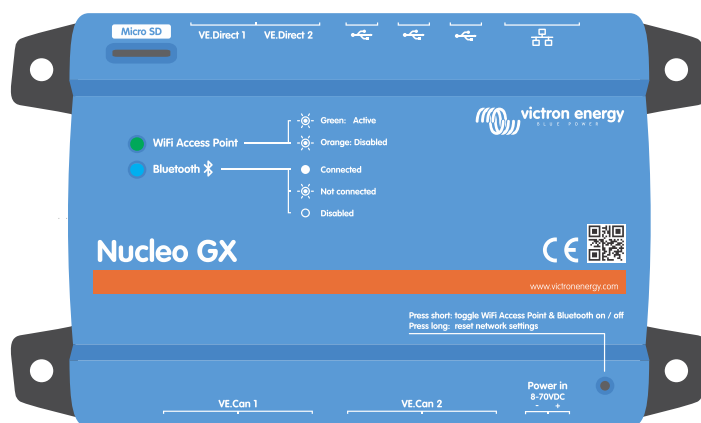 Micro SD
VE.Direct 1
VE.Direct 2
WiFi Access Point
Green: Active
Orange: Disabled
Bluetooth
Connected
Not connected
Disabled
victron energy
BLUE POWER
Nucleo GX
CE
www.victronenergy.com
Press short: toggle WiFi Access Point & Bluetooth on / off
Press long: reset network settings
VE.Can 1
VE.Can 2
Power in
8-70VDC
- +